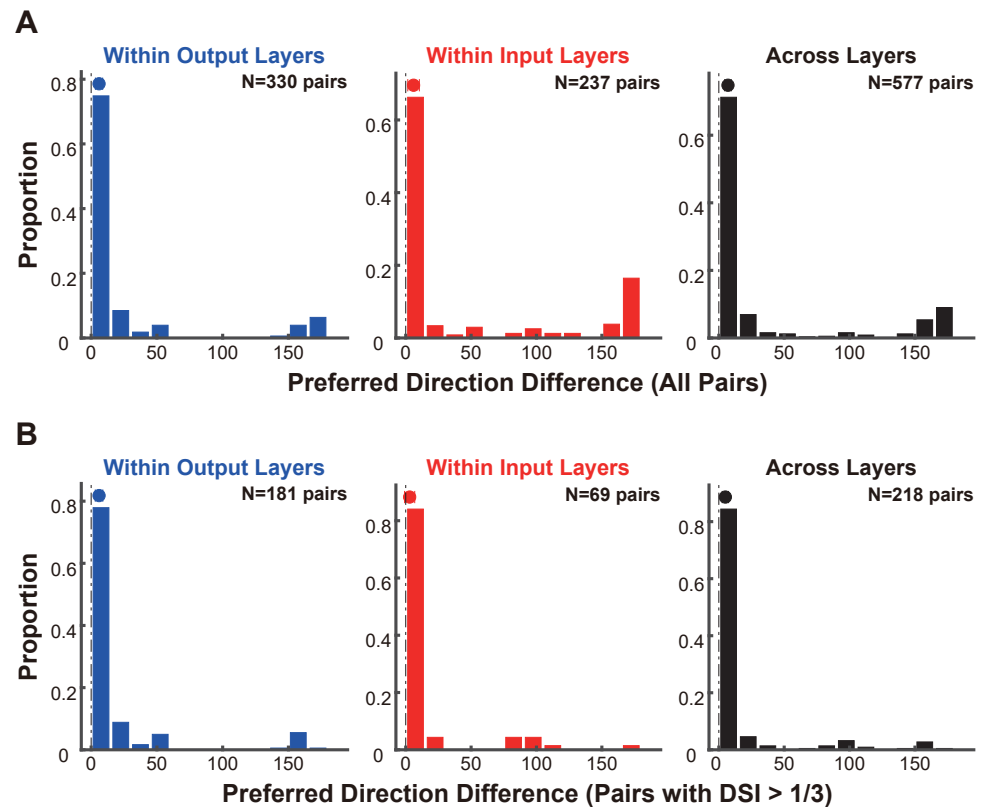 A
Within Output Layers
N=330 pairs
Within Input Layers
N=237 pairs
Across Layers
N=577 pairs
Proportion
0.8
0.6
0.4
0.2
0
0 50 100 150
0.6
0.4
0.2
0
0 50 100 150
0.6
0.4
0.2
0
0 50 100 150
Preferred Direction Difference (All Pairs)
B
Within Output Layers
N=181 pairs
Within Input Layers
N=69 pairs
Across Layers
N=218 pairs
Proportion
0.8
0.6
0.4
0.2
0
0 50 100 150
0.8
0.6
0.4
0.2
0
0 50 100 150
0.8
0.6
0.4
0.2
0
0 50 100 150
Preferred Direction Difference (Pairs with DSI > 1/3)